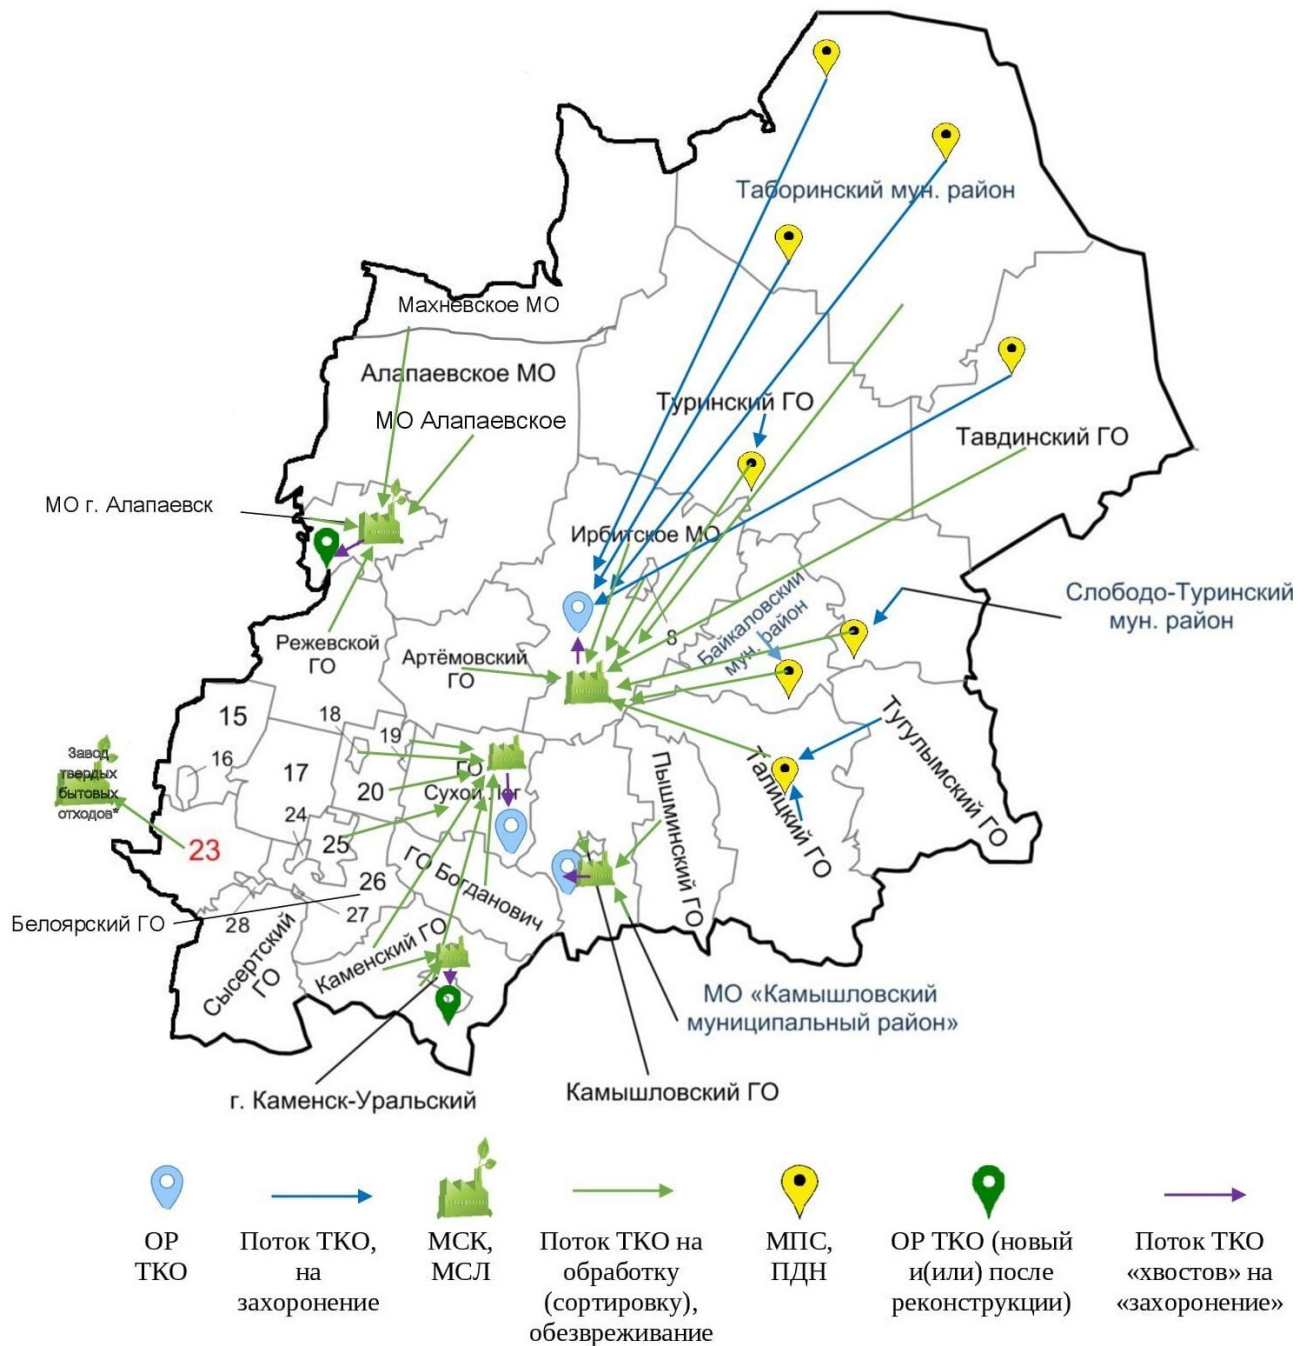 Таборинский мун. район
Махневское МО
Алапаевское МО
МО Алапаевское
Туринский ГО
Тавдинский ГО
МО г. Алапаевск
Ирбитское МО
Слободо-Туринский
мун. район
Байкаловский
мун. район
8
Режевской
ГО
Артёмовский
ГО
Тугулымский ГО
15
16
18
19
17
20
ГО
Сухой Лог
Завод
твердых
бытовых
отходов*
Пышминский ГО
Талицкий ГО
24
25
23
26
ГО Богданович
27
28
Белоярский ГО
Сысертский
ГО
Каменский ГО
МО «Камышловский
муниципальный район»
г. Каменск-Уральский
Камышловский ГО
ОР
ТКО
Поток ТКО,
на
захоронение
МСК,
МСЛ
Поток ТКО на
обработку
(сортировку),
обезвреживание
МПС,
ПДН
ОР ТКО (новый
и(или) после
реконструкции)
Поток ТКО
«хвостов» на
«захоронение»